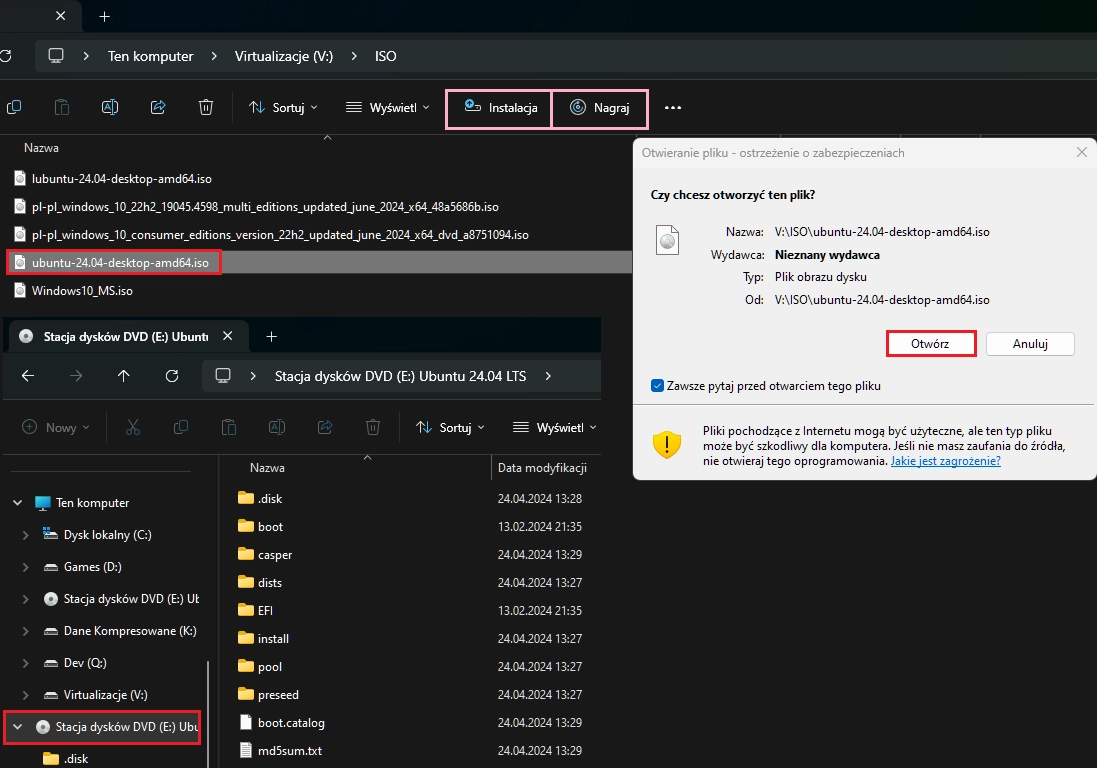 Ten komputer
Virtualizacje (V:)
ISO
Sortuj
Wyświetl
Instalacja
Nagraj
Nazwa
lubuntu-24.04-desktop-amd64.iso
pl-pl_windows_10_22h2_19045.4598_multi_editions_updated_june_2024_x64_48a5686b.iso
pl-pl_windows_10_consumer_editions_version_22h2_updated_june_2024_x64_dvd_a8751094.iso
ubuntu-24.04-desktop-amd64.iso
Windows10_MS.iso
Otwieranie pliku - ostrzeżenie o zabezpieczeniach
Czy chcesz otworzyć ten plik?
Nazwa: V:\ISO\ubuntu-24.04-desktop-amd64.iso
Wydawca: Nieznany wydawca
Typ: Plik obrazu dysku
Od: V:\ISO\ubuntu-24.04-desktop-amd64.iso
Otwórz
Anuluj
Zawsze pytaj przed otwarciem tego pliku
Pliki pochodzące z Internetu mogą być użyteczne, ale ten typ pliku
może być szkodliwy dla komputera. Jeśli nie masz zaufania do źródła,
nie otwieraj tego oprogramowania. Jakie jest zagrożenie?
Stacja dysków DVD (E:) Ubuntu
Stacja dysków DVD (E:) Ubuntu 24.04 LTS
Nowy
Sortuj
Wyświetl
Ten komputer
Dysk lokalny (C:)
Games (D:)
Stacja dysków DVD (E:) Ub
Dane Kompresowane (K:)
Dev (Q:)
Virtualizacje (V:)
Stacja dysków DVD (E:) Ubu
.disk
Nazwa Data modyfikacji
.disk 24.04.2024 13:28
boot 13.02.2024 21:35
casper 24.04.2024 13:29
dists 24.04.2024 13:27
EFI 13.02.2024 21:35
install 24.04.2024 13:27
pool 24.04.2024 13:27
preseed 24.04.2024 13:27
boot.catalog 24.04.2024 13:29
md5sum.txt 24.04.2024 13:29